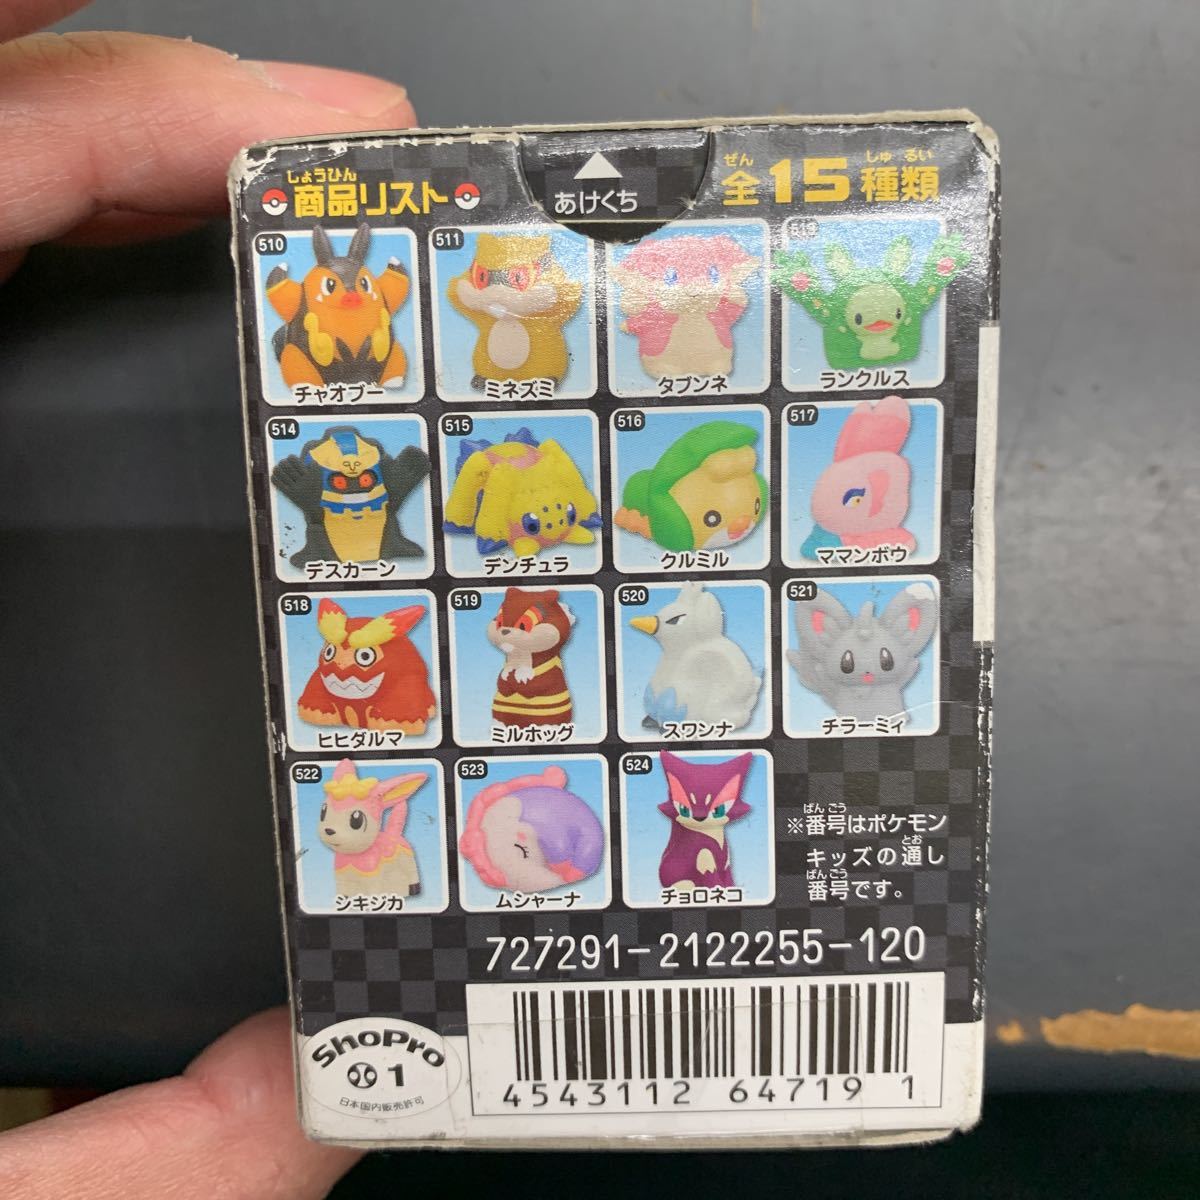 しょうひん
商品リスト
あけくち
ぜん しゅ るい
全15種類
510
チャオブー
511
ミネズミ
タブンネ
ランクルス
514
デスカーン
515
デンチュラ
516
クルミル
517
ママンボウ
518
ヒヒダルマ
519
ミルホッグ
520
スワンナ
521
チラーミィ
522
シキジカ
523
ムシャーナ
524
チョロネコ
ばん ごう
※番号はポケモン
とお
キッズの通し
ばん ごう
番号です。
727291-2122255-120
ShoPro
1
日本国内販売許可
4543112 64719 1